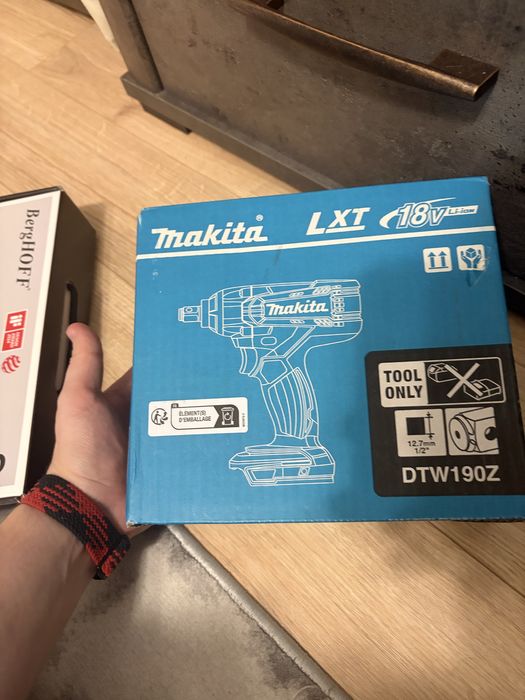 Makita®
LXT
18V Li-ion
BergHOFF®
makita
TOOL
ONLY
ÉLÉMENT(S)
D'EMBALLAGE
12.7mm
1/2"
DTW190Z